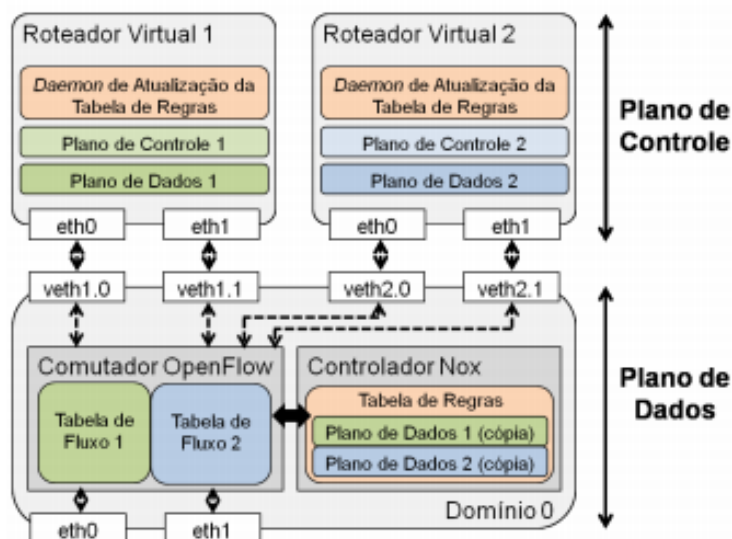 Roteador Virtual 1
Daemon de Atualização da
Tabela de Regras
Plano de Controle 1
Plano de Dados 1
eth0
eth1
Roteador Virtual 2
Daemon de Atualização da
Tabela de Regras
Plano de Controle 2
Plano de Dados 2
eth0
eth1
Plano de
Controle
veth1.0
veth1.1
veth2.0
veth2.1
Comutador OpenFlow
Tabela de
Fluxo 1
Tabela de
Fluxo 2
Controlador Nox
Tabela de Regras
Plano de Dados 1 (cópia)
Plano de Dados 2 (cópia)
Domínio 0
eth0
eth1
Plano de
Dados